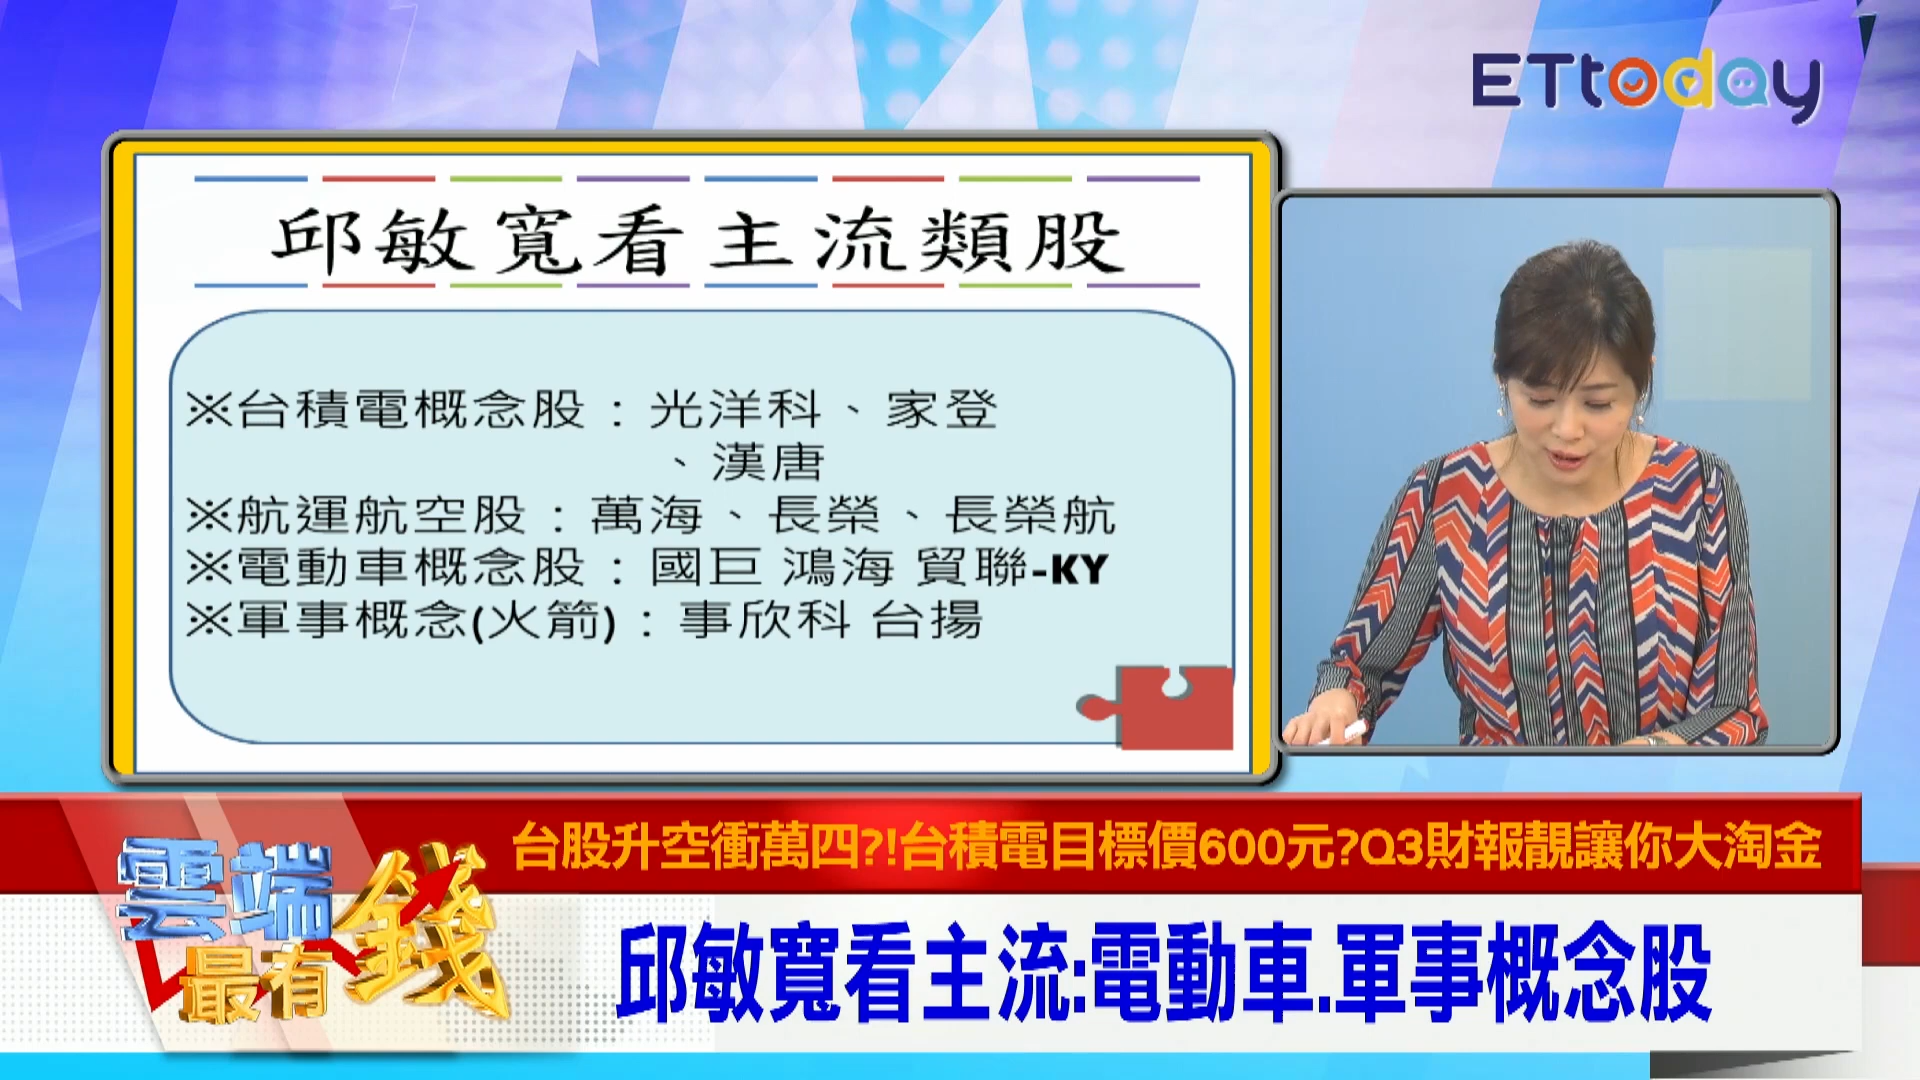 ETtoday
邱敏寬看主流類股
※台積電概念股：光洋科、家登
、漢唐
※航運航空股：萬海、長榮、長榮航
※電動車概念股：國巨 鴻海 貿聯-KY
※軍事概念(火箭)：事欣科 台揚
台股升空衝萬四?!台積電目標價600元?Q3財報靚讓你大淘金
雲端
最有錢
邱敏寬看主流:電動車.軍事概念股